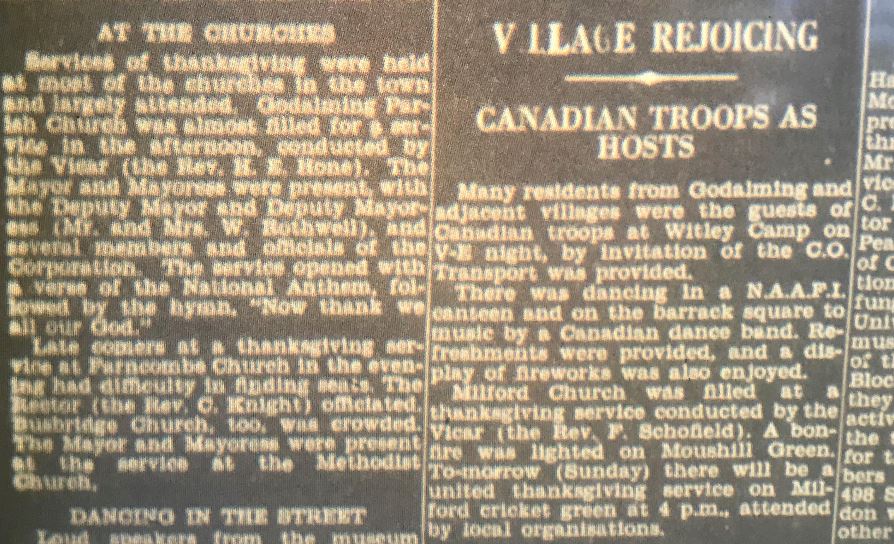 AT THE CHURCHES
Services of thanksgiving were held
at most of the churches in the town
and largely attended. Godalming Par-
ish Church was almost filled for a ser-
vice in the afternoon, conducted by
the Vicar (the Rev. H. E. Hone). The
Mayor and Mayoress were present, with
the Deputy Mayor and Deputy Mayor-
ess (Mr. and Mrs. W. Rothwell), and
several members and officials of the
Corporation. The service opened with
a verse of the National Anthem, fol-
lowed by the hymn, "Now thank we
all our God."
Late comers at a thanksgiving ser-
vice at Farncombe Church in the even-
ing had difficulty in finding seats. The
Rector (the Rev. C. Knight) officiated.
Busbridge Church, too, was crowded.
The Mayor and Mayoress were present
at the service at the Methodist
Church.
DANCING IN THE STREET
Loud speakers from the museum
VILLAGE REJOICING
CANADIAN TROOPS AS
HOSTS
Many residents from Godalming and
adjacent villages were the guests of
Canadian troops at Witley Camp on
V-E night, by invitation of the C.O.
Transport was provided.
There was dancing in a N.A.A.F.I.
canteen and on the barrack square to
music by a Canadian dance band. Re-
freshments were provided, and a dis-
play of fireworks was also enjoyed.
Milford Church was filled at a
thanksgiving service conducted by the
Vicar (the Rev. F. Schofield). A bon-
fire was lighted on Moushill Green.
To-morrow (Sunday) there will be a
united thanksgiving service on Mil-
ford cricket green at 4 p.m., attended
by local organisations.